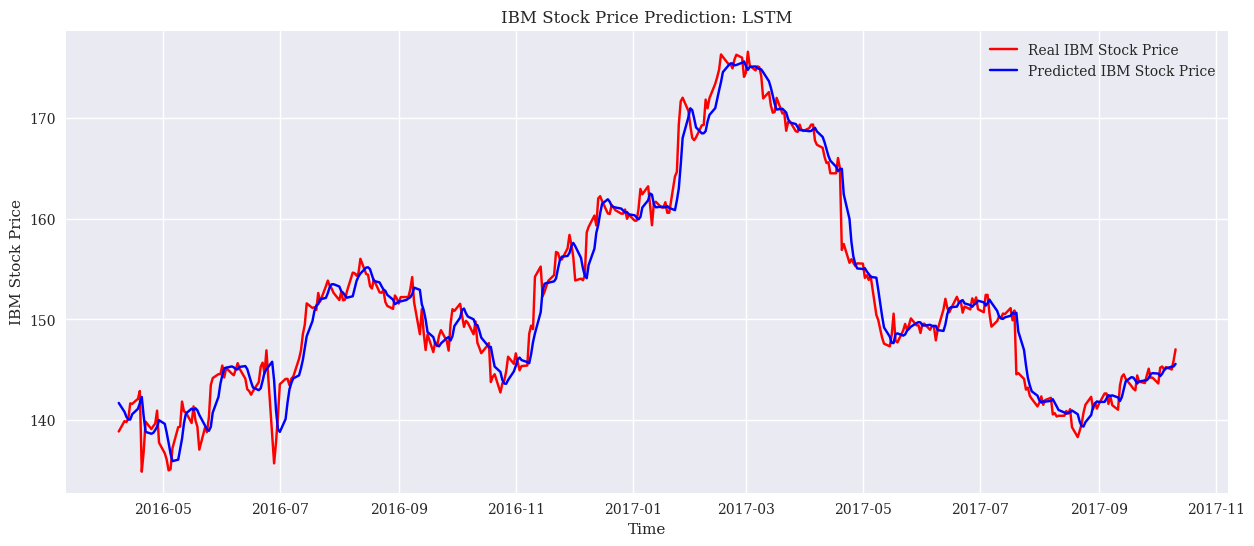 IBM Stock Price Prediction: LSTM
Real IBM Stock Price
Predicted IBM Stock Price
IBM Stock Price
170
160
150
140
2016-05 2016-07 2016-09 2016-11 2017-01 2017-03 2017-05 2017-07 2017-09 2017-11
Time